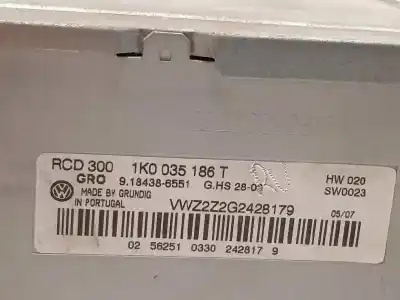 RCD 300 1K0 035 186 T
GRO 9.18438-6551 G.HS 26-03 HW 020
MADE BY GRUNDIG SW0023
IN PORTUGAL VWZ2Z2G2428179 05/07
02 56251 0330 242817 9